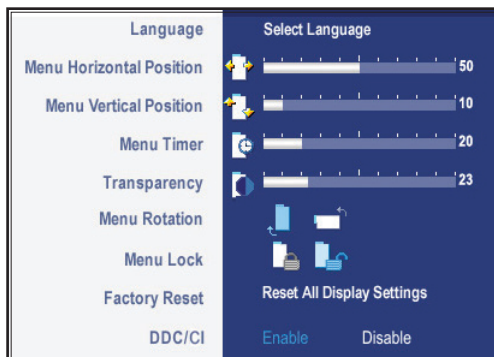 Language Select Language
Menu Horizontal Position 50
Menu Vertical Position 10
Menu Timer 20
Transparency 23
Menu Rotation
Menu Lock
Factory Reset Reset All Display Settings
DDC/CI Enable Disable